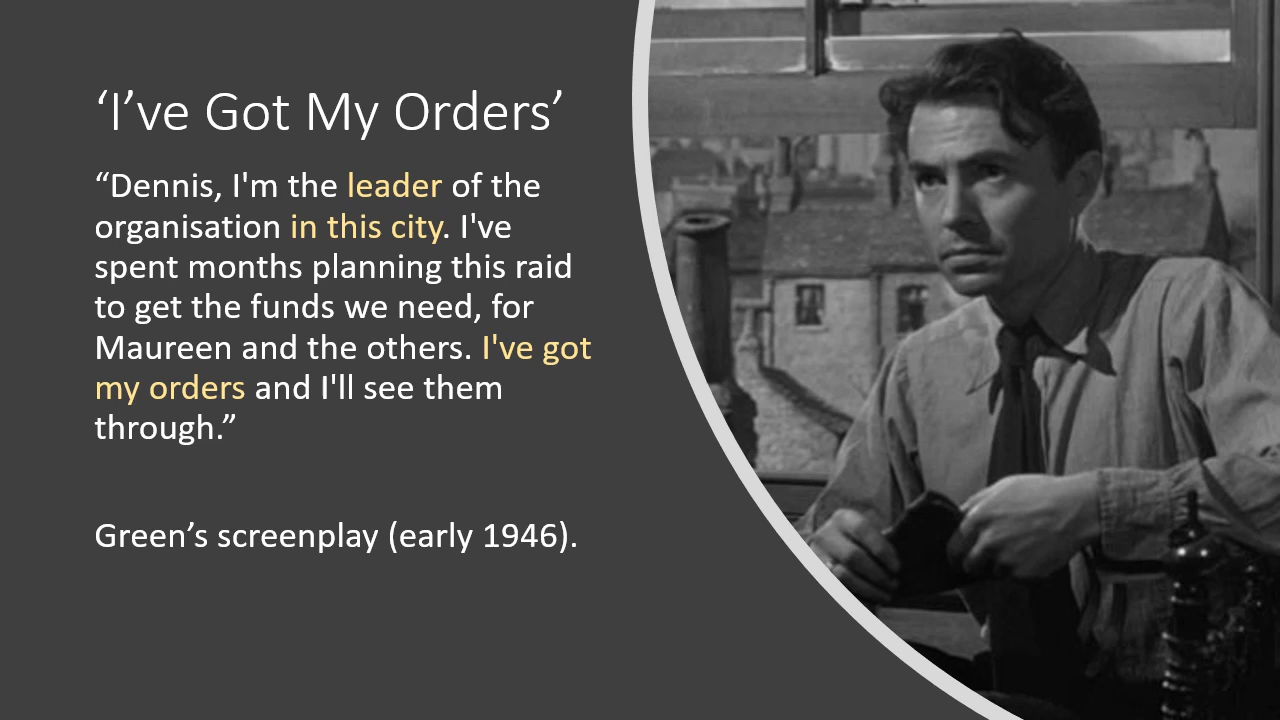 ‘I’ve Got My Orders’
“Dennis, I'm the leader of the
organisation in this city. I've
spent months planning this raid
to get the funds we need, for
Maureen and the others. I've got
my orders and I'll see them
through.”
Green’s screenplay (early 1946).